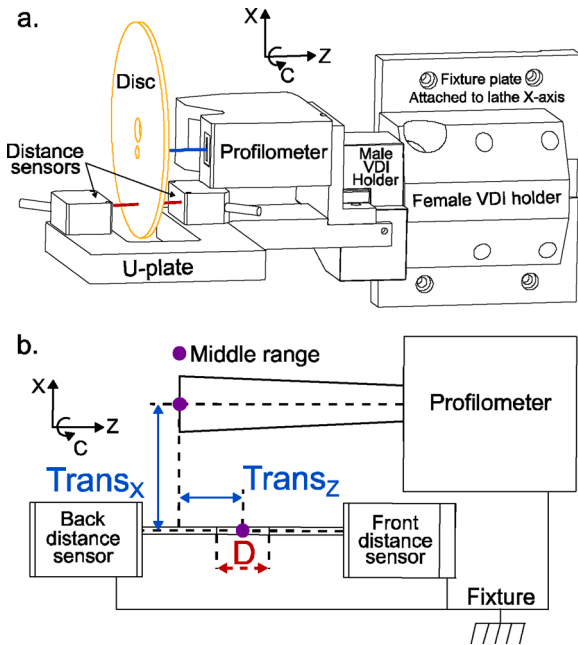 a.
X
Z
C
Disc
Fixture plate
Attached to lathe X-axis
Distance
sensors
Profilometer
Male
VDI
Holder
Female VDI holder
U-plate
b.
Middle range
X
Z
C
Profilometer
TransX
TransZ
Back
distance
sensor
D
Front
distance
sensor
Fixture